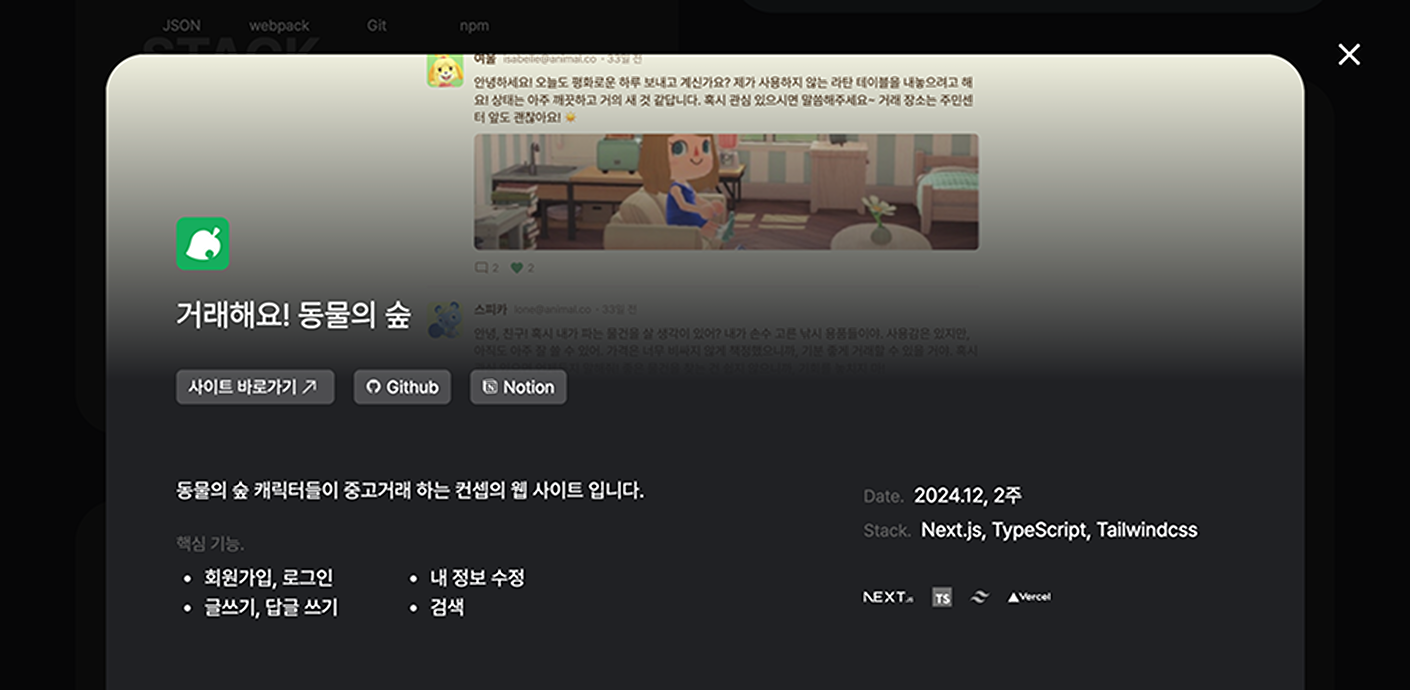 JSON webpack Git npm
STACK
여울 isabelle@animal.co · 33일 전
안녕하세요! 오늘도 평화로운 하루 보내고 계신가요? 제가 사용하지 않는 라탄 테이블을 내놓으려고 해
요! 상태는 아주 깨끗하고 거의 새 것 같답니다. 혹시 관심 있으시면 말씀해주세요~ 거래 장소는 주민센
터 앞도 괜찮아요! ☀️
2 2
스피카 1one@animal.co · 33일 전
안녕, 친구! 혹시 내가 파는 물건을 살 생각이 있어? 내가 손수 고른 낚시 용품들이야. 사용감은 있지만,
아직도 아주 잘 쓸 수 있어. 가격은 너무 비싸지 않게 책정했으니까, 기분 좋게 거래할 수 있을 거야. 혹시
거래해요! 동물의 숲
사이트 바로가기 ↗ Github Notion
동물의 숲 캐릭터들이 중고거래 하는 컨셉의 웹 사이트 입니다.
핵심 기능.
• 회원가입, 로그인
• 글쓰기, 답글 쓰기
• 내 정보 수정
• 검색
Date. 2024.12, 2주
Stack. Next.js, TypeScript, Tailwindcss
NEXT.JS TS Vercel